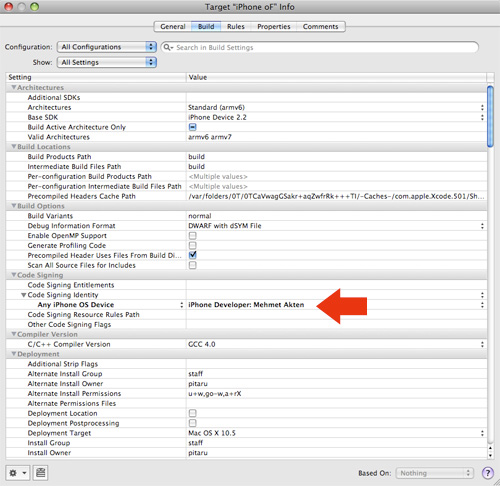 Target "iPhone oF" Info
General Build Rules Properties Comments
Configuration: All Configurations Search in Build Settings
Show: All Settings
Setting Value
Architectures
Additional SDKs
Architectures Standard (armv6)
Base SDK iPhone Device 2.2
Build Active Architecture Only
Valid Architectures armv6 armv7
Build Locations
Build Products Path build
Intermediate Build Files Path build
Per-configuration Build Products Path <Multiple values>
Per-configuration Intermediate Build Files Path <Multiple values>
Precompiled Headers Cache Path /var/folders/0T/0TCaVwagGSakr+aqZwfrRk+++TI/-Caches-/com.apple.Xcode.501/Sh...
Build Options
Build Variants normal
Debug Information Format DWARF with dSYM File
Enable OpenMP Support
Generate Profiling Code
Precompiled Header Uses Files From Build Di...
Scan All Source Files for Includes
Code Signing
Code Signing Entitlements
Code Signing Identity
Any iPhone OS Device iPhone Developer: Mehmet Akten
Code Signing Resource Rules Path
Other Code Signing Flags
Compiler Version
C/C++ Compiler Version GCC 4.0
Deployment
Additional Strip Flags
Alternate Install Group staff
Alternate Install Owner pitaru
Alternate Install Permissions u+w,go-w,a+rX
Alternate Permissions Files
Deployment Location
Deployment Postprocessing
Deployment Target Mac OS X 10.5
Install Group staff
Install Owner pitaru
Based On: Nothing ?